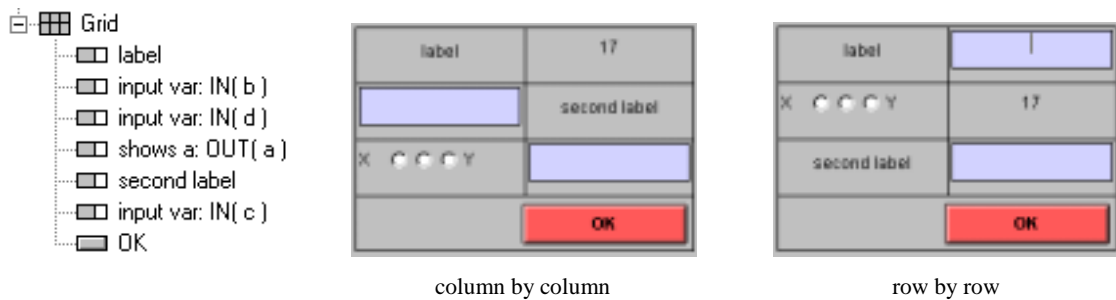 Grid
label
input var: IN( b )
input var: IN( d )
shows a: OUT( a )
second label
input var: IN( c )
OK
label 17
second label
X Y
OK
column by column
label
X Y 17
second label
OK
row by row